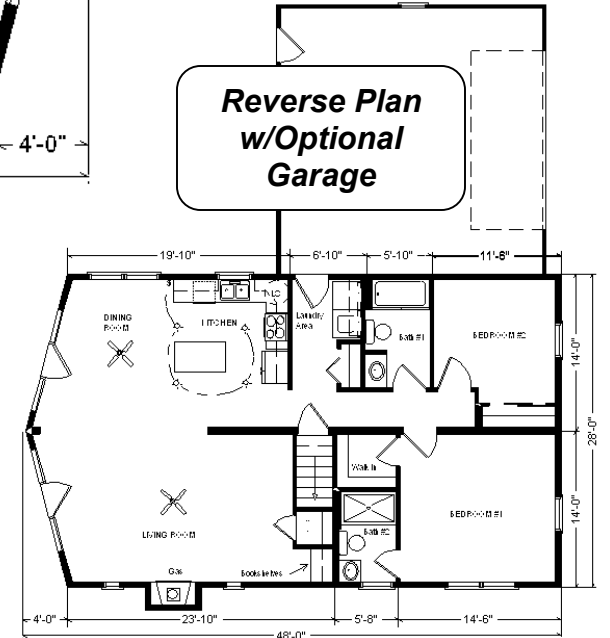 Reverse Plan
w/Optional
Garage
4'-0"
19'-10"
6'-10"
5'-10"
11'-6"
DINING
ROOM
KITCHEN
Laundry
Area
Bath #1
BEDROOM #2
14'-0"
28'-0"
14'-0"
Walk In
BEDROOM #1
Bath #2
LIVING ROOM
Gas
Bookshelves
4'-0"
23'-10"
5'-8"
14'-6"
48'-0"